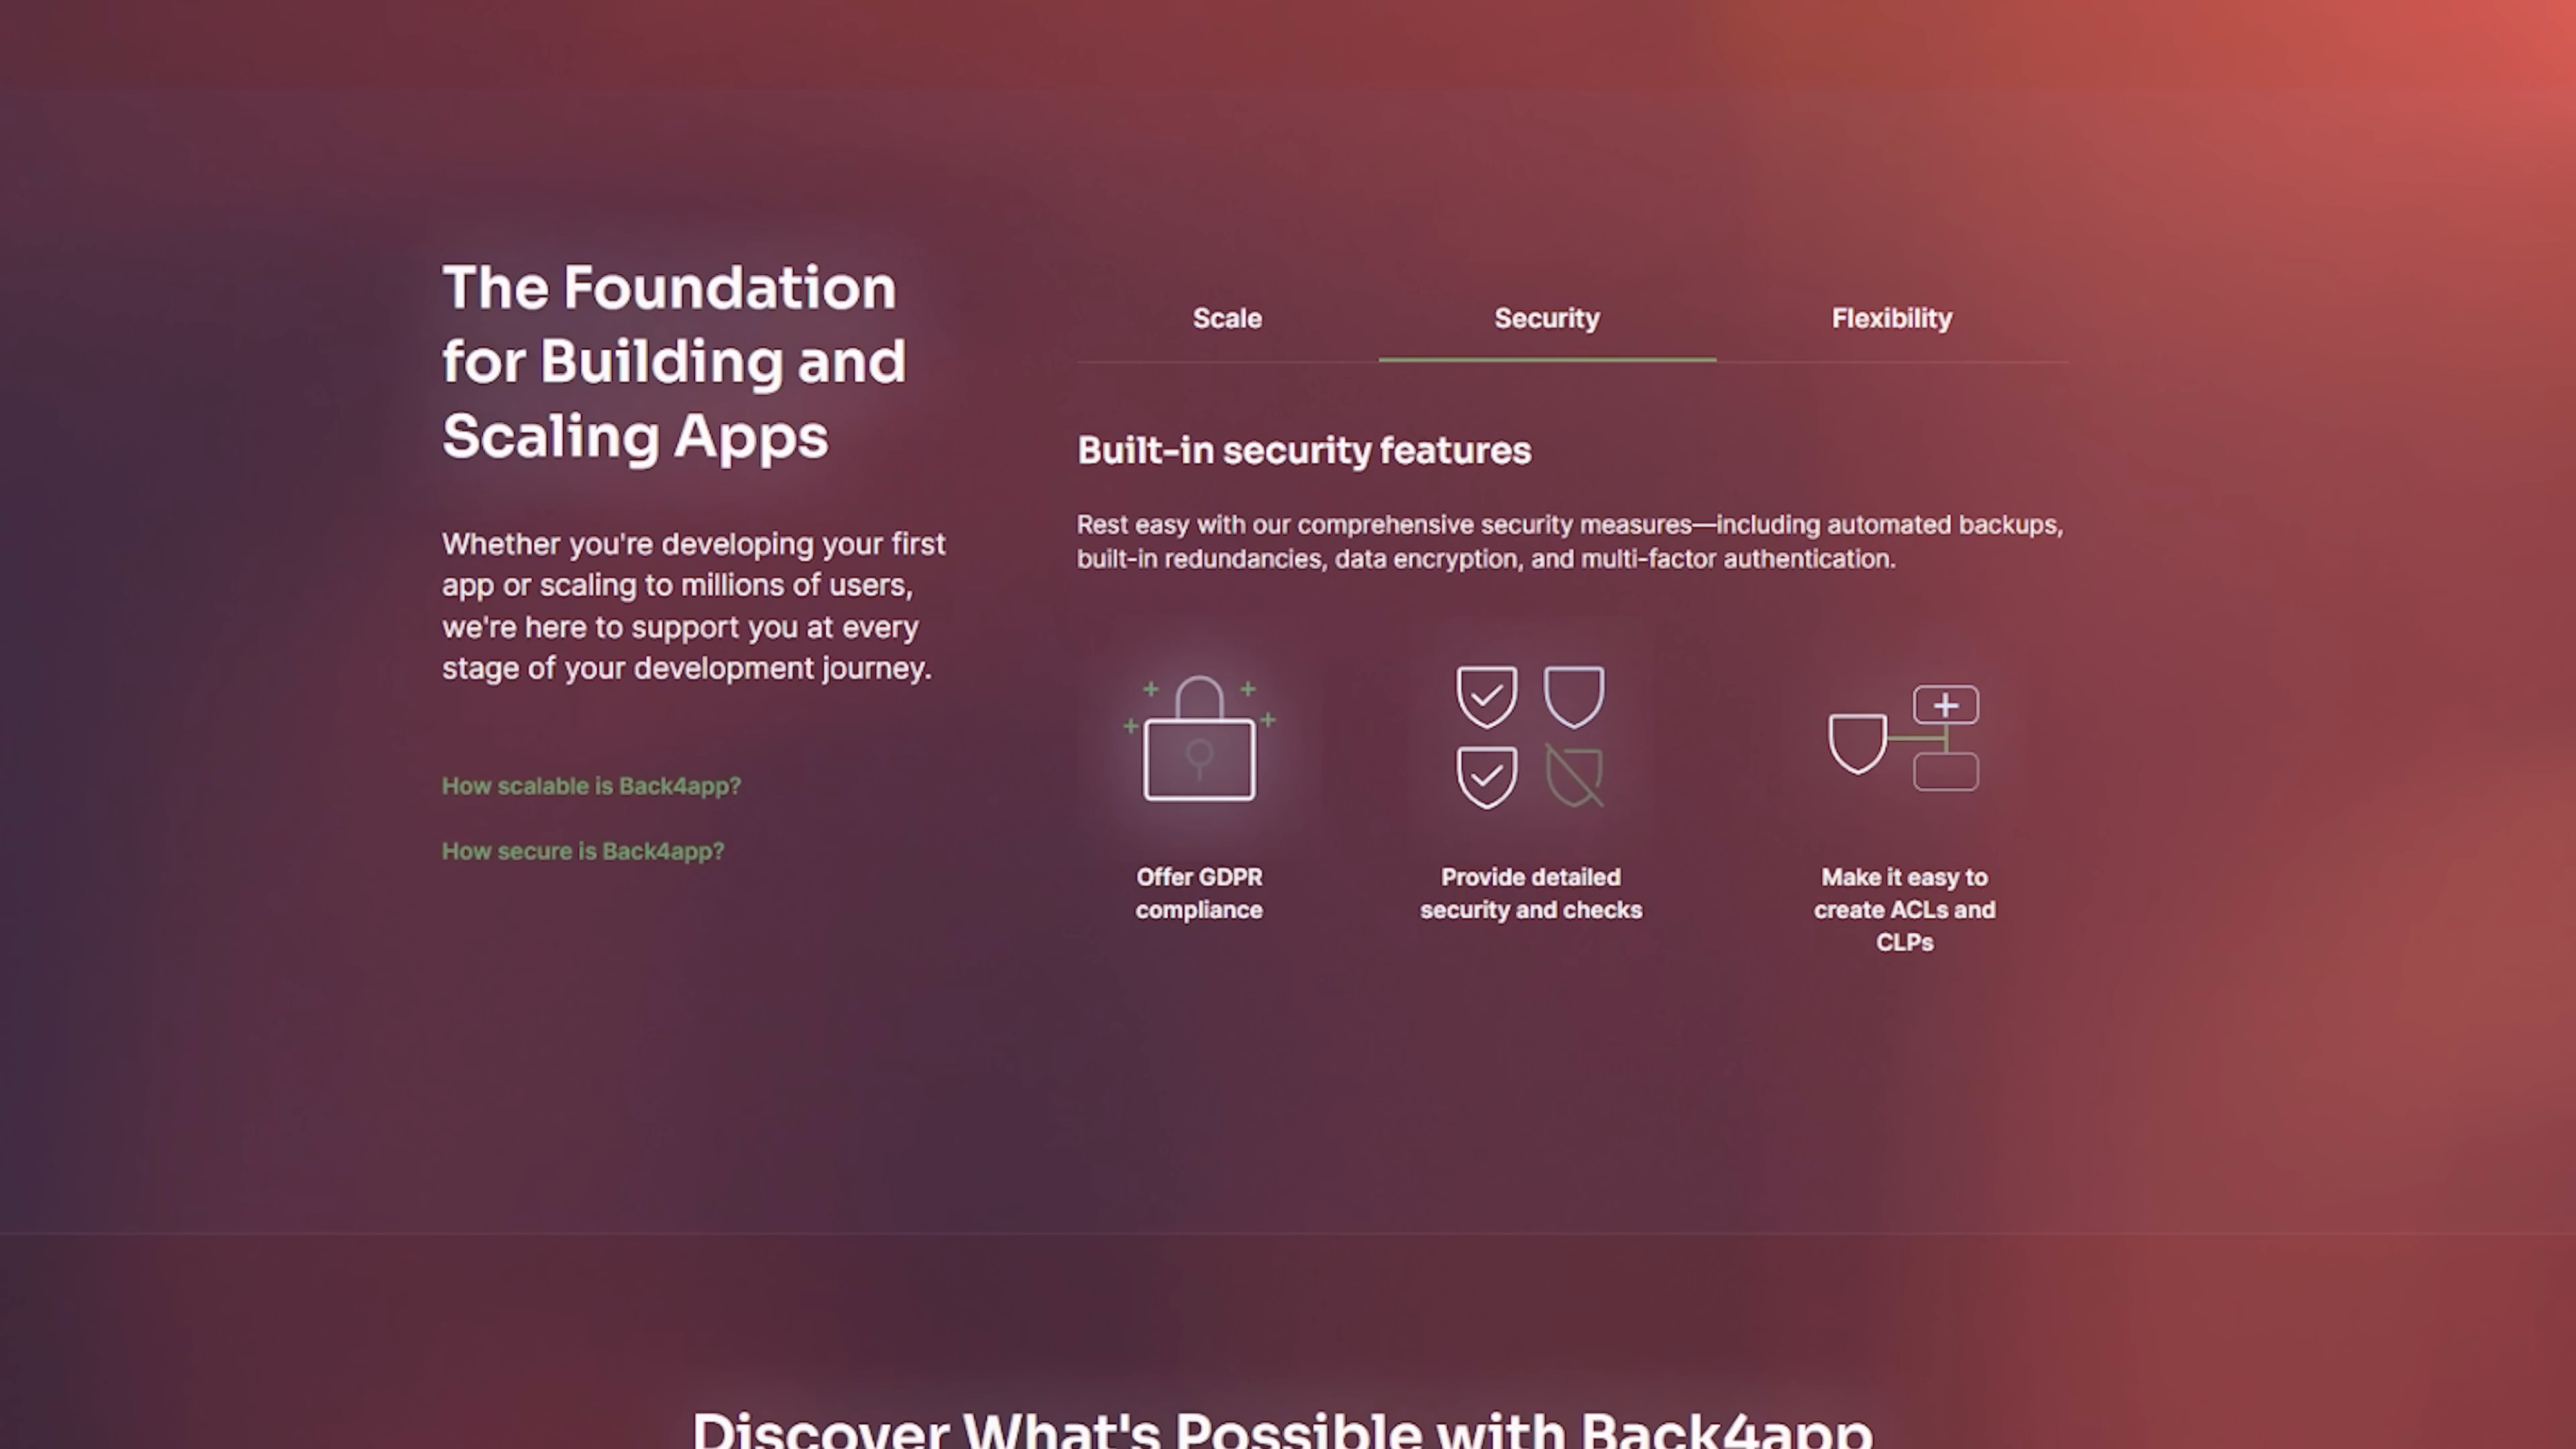 The Foundation
for Building and
Scaling Apps
Whether you're developing your first
app or scaling to millions of users,
we're here to support you at every
stage of your development journey.
How scalable is Back4app?
How secure is Back4app?
Scale
Security
Flexibility
Built-in security features
Rest easy with our comprehensive security measures—including automated backups,
built-in redundancies, data encryption, and multi-factor authentication.
Offer GDPR
compliance
Provide detailed
security and checks
Make it easy to
create ACLs and
CLPs
Discover What's Possible with Back4app